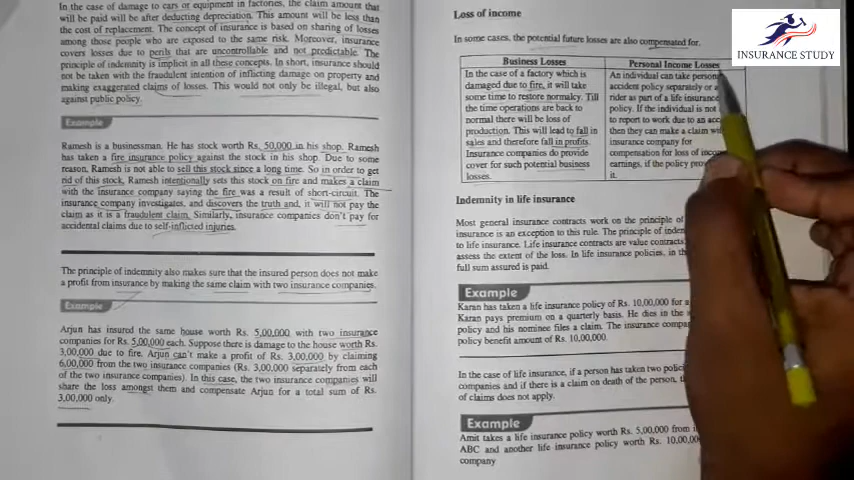 In the case of damage to cars or equipment in factories, the claim amount that
will be paid will be after deducting depreciation. This amount will be less than
the cost of replacement. The concept of insurance is based on sharing of losses
among those people who are exposed to the same risk. Moreover, insurance
covers losses due to perils that are uncontrollable and not predictable. The
principle of indemnity is implicit in all these concepts. In short, insurance should
not be taken with the fraudulent intention of inflicting damage on property and
making exaggerated claims of losses. This would not only be illegal, but also
against public policy.
Example
Ramesh is a businessman. He has stock worth Rs. 50,000 in his shop. Ramesh
has taken a fire insurance policy against the stock in his shop. Due to some
reason, Ramesh is not able to sell this stock since a long time. So in order to get
rid of this stock, Ramesh intentionally sets this stock on fire and makes a claim
with the insurance company saying the fire was a result of short-circuit. The
insurance company investigates, and discovers the truth and, it will not pay the
claim as it is a fraudulent claim. Similarly, insurance companies don't pay for
accidental claims due to self-inflicted injuries.
The principle of indemnity also makes sure that the insured person does not make
a profit from insurance by making the same claim with two insurance companies.
Example
Arjun has insured the same house worth Rs. 5,00,000 with two insurance
companies for Rs. 5,00,000 each. Suppose there is damage to the house worth Rs.
3,00,000 due to fire. Arjun can't make a profit of Rs. 3,00,000 by claiming
6,00,000 from the two insurance companies (Rs. 3,00,000 separately from each
of the two insurance companies). In this case, the two insurance companies will
share the loss amongst them and compensate Arjun for a total sum of Rs.
3,00,000 only.
Loss of income
In some cases, the potential future losses are also compensated for.
Business Losses
In the case of a factory which is
damaged due to fire, it will take
some time to restore normalcy. Till
the time operations are back to
normal there will be loss of
production. This will lead to fall in
sales and therefore fall in profits.
Insurance companies do provide
cover for such potential business
losses.
Personal Income Losses
An individual can take
accident policy separately or
rider as part of a life insurance
policy. If the individual is not
to report to work due to an
then they can make a claim
insurance company for
compensation for loss of
earnings, if the policy
it.
Indemnity in life insurance
Most general insurance contracts work on the principle of
insurance is an exception to this rule. The principle of
to life insurance. Life insurance contracts are value contracts.
assess the extent of the loss. In life insurance policies, in
full sum assured is paid.
Example
Karan has taken a life insurance policy of Rs. 10,00,000 for a
Karan pays premium on a quarterly basis. He dies in the
policy and his nominee files a claim. The insurance
policy benefit amount of Rs. 10,00,000.
In the case of life insurance, if a person has taken two
companies and if there is a claim on death of the person,
of claims does not apply.
Example
Amit takes a life insurance policy worth Rs. 5,00,000 from
ABC and another life insurance policy worth Rs. 10,00,000
company
INSURANCE STUDY